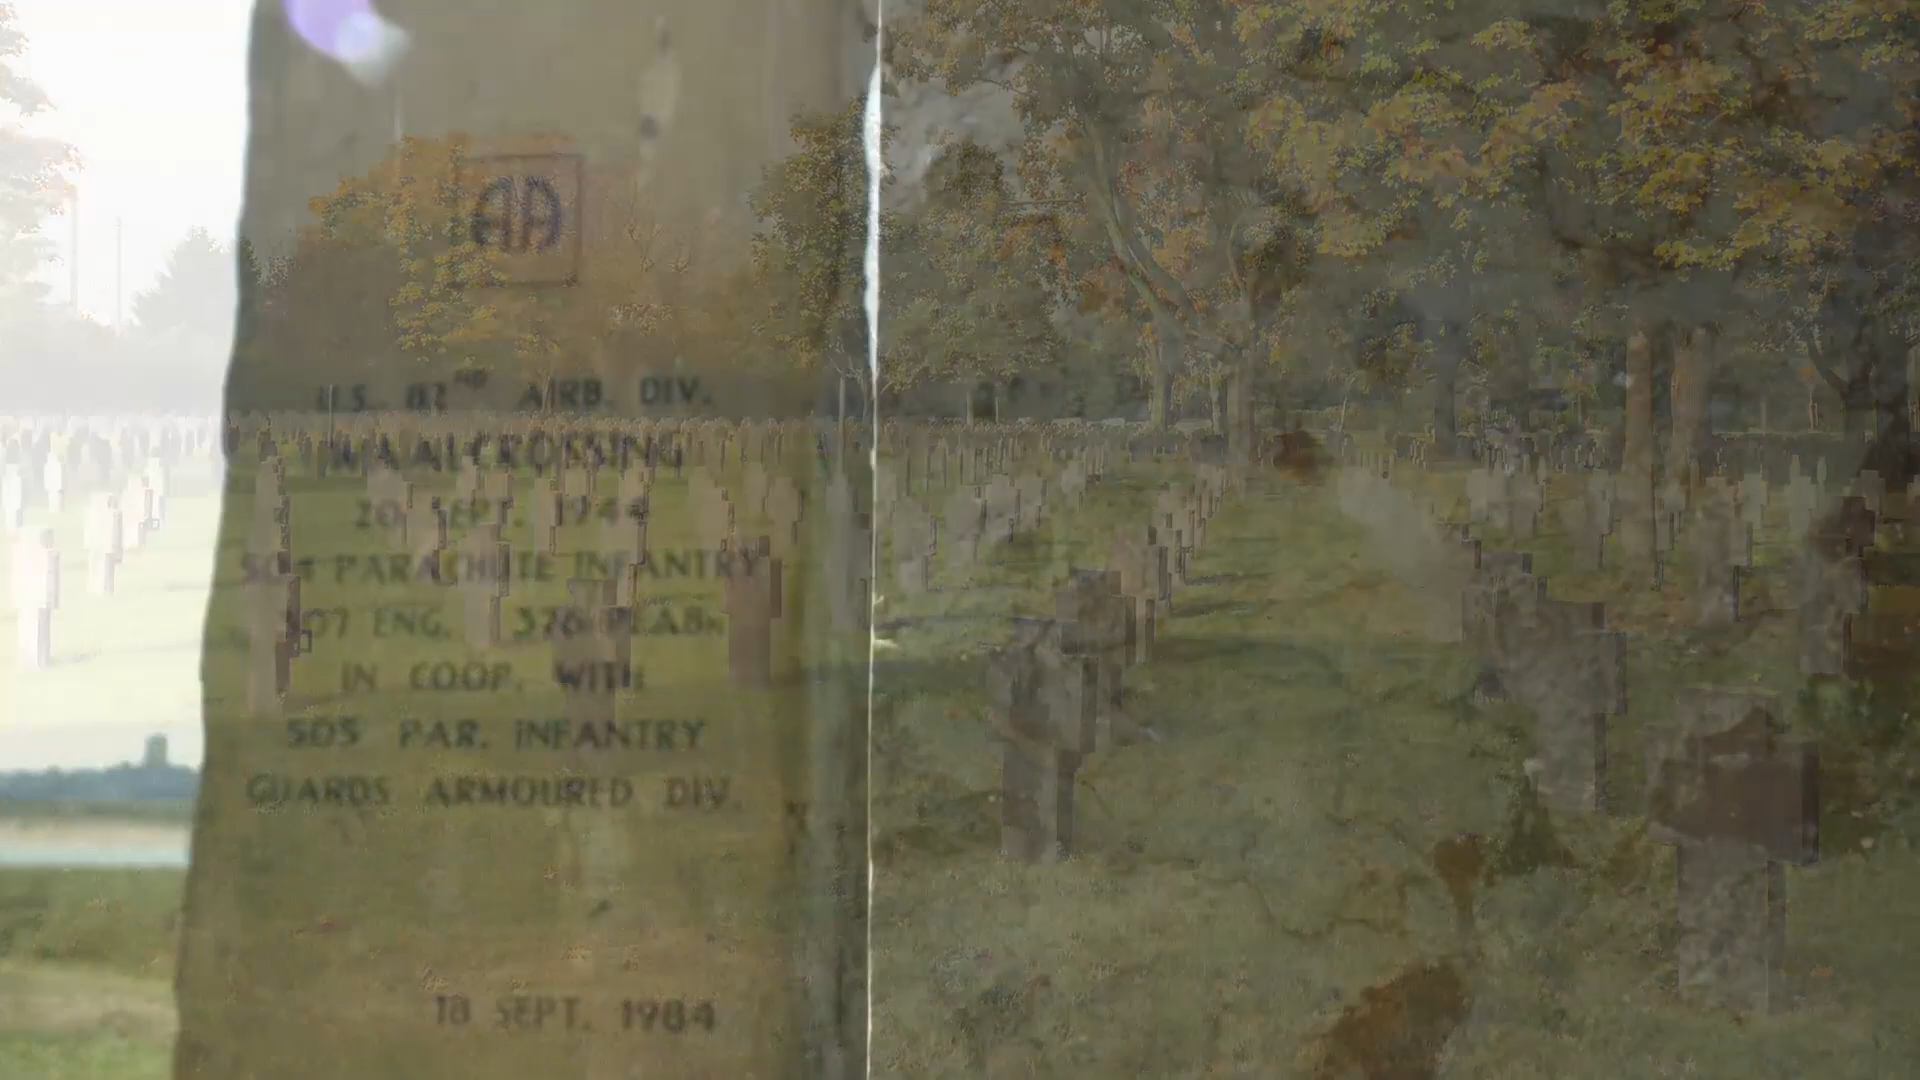 AA
U.S. 82ND AIRB. DIV.
WAALCROSSING
20 SEPT. 1944
504 PARACHUTE INFANTRY
307 ENG. 376 P.F.A.BN
IN COOP. WITH
505 PAR. INFANTRY
GUARDS ARMOURED DIV.
18 SEPT. 1984